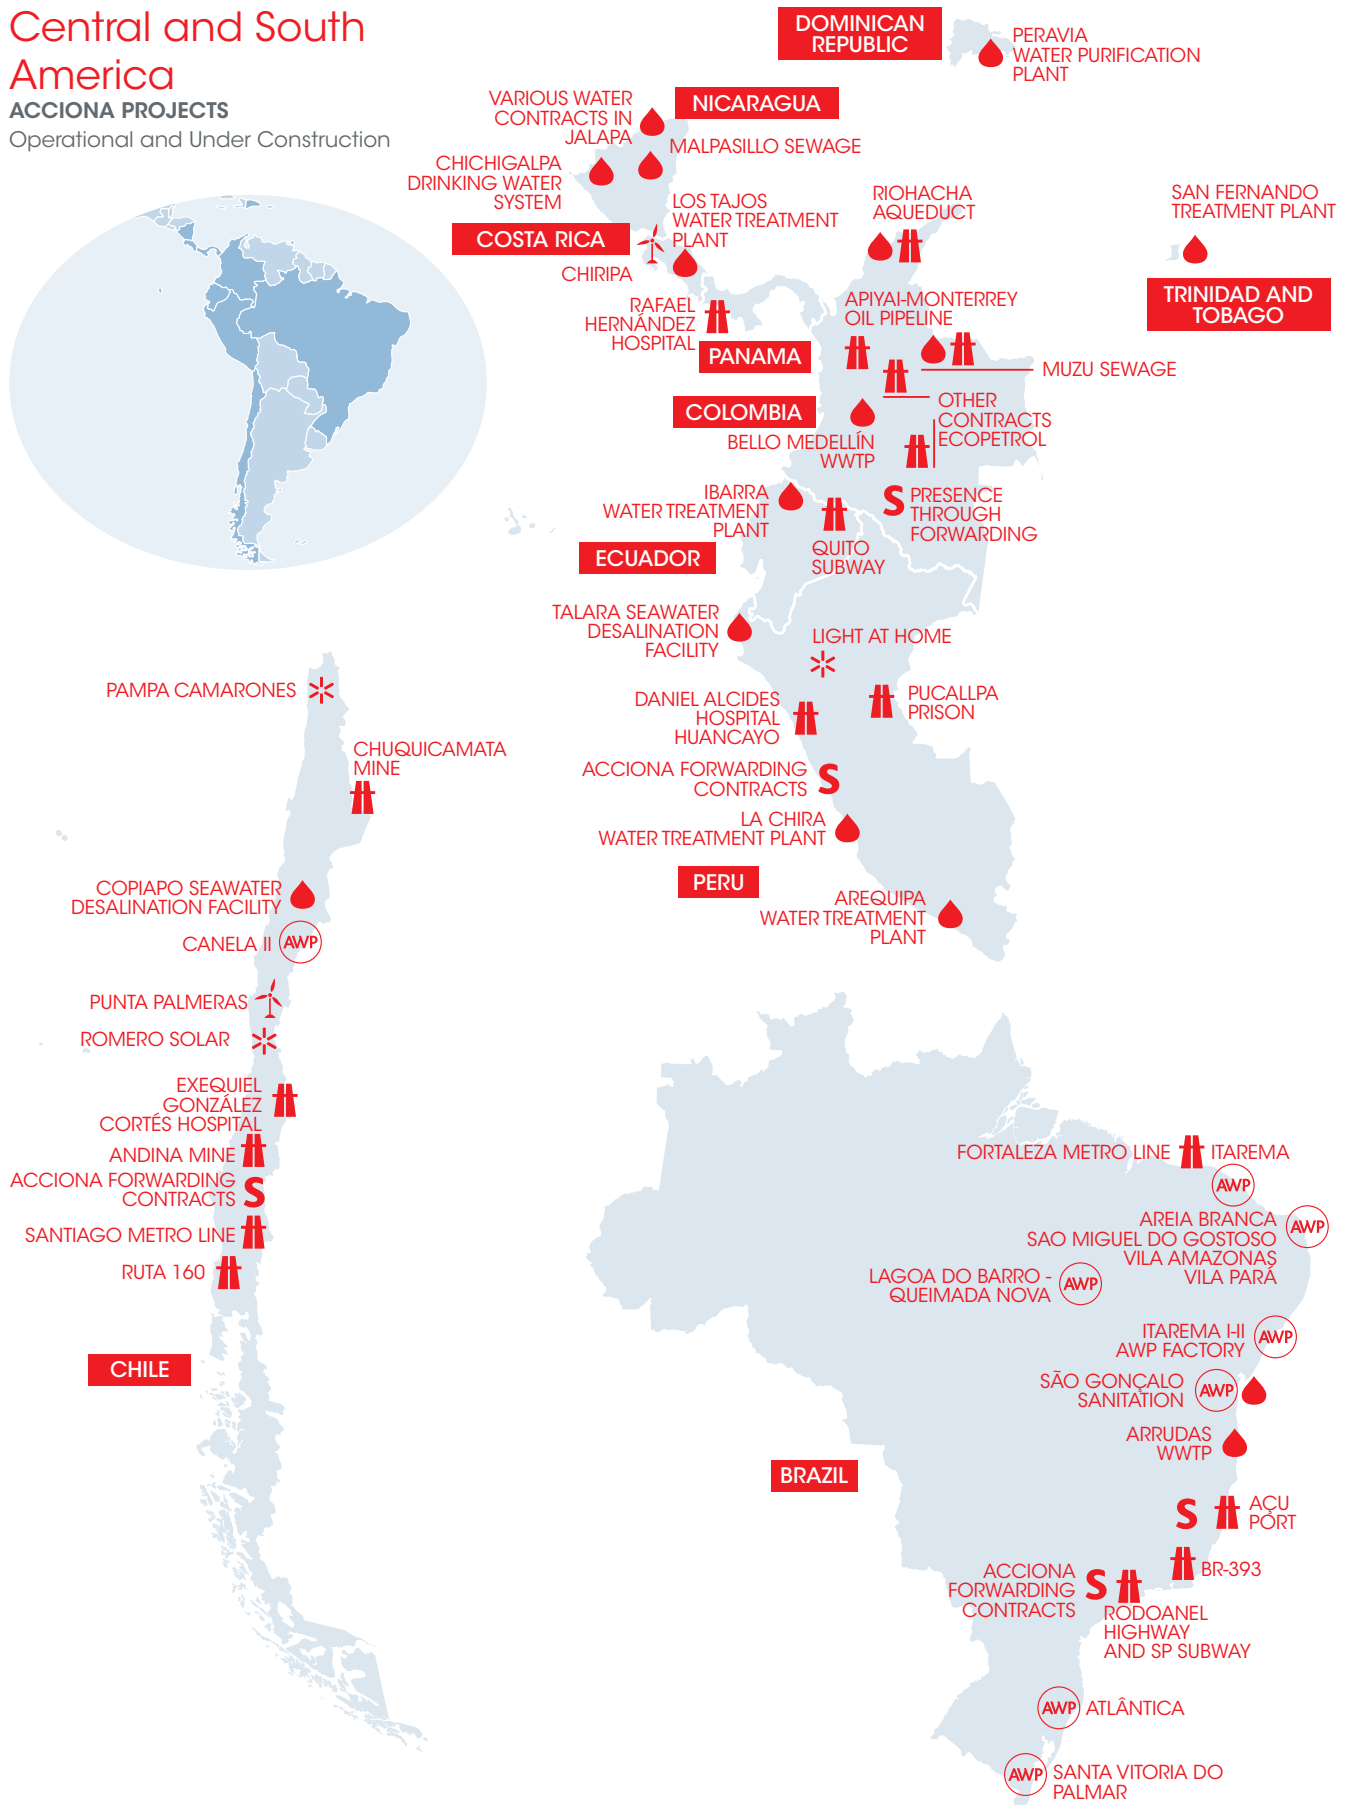 Central and South
America
ACCIONA PROJECTS
Operational and Under Construction
DOMINICAN
REPUBLIC
PERAVIA
WATER PURIFICATION
PLANT
NICARAGUA
VARIOUS WATER
CONTRACTS IN
JALAPA
MALPASILLO SEWAGE
CHICHIGALPA
DRINKING WATER
SYSTEM
LOS TAJOS
WATER TREATMENT
PLANT
COSTA RICA
CHIRIPA
RIOHACHA
AQUEDUCT
SAN FERNANDO
TREATMENT PLANT
TRINIDAD AND
TOBAGO
RAFAEL
HERNÁNDEZ
HOSPITAL
PANAMA
APIYAI-MONTERREY
OIL PIPELINE
MUZU SEWAGE
COLOMBIA
OTHER
CONTRACTS
ECOPETROL
BELLO MEDELLÍN
WWTP
IBARRA
WATER TREATMENT
PLANT
S
PRESENCE
THROUGH
FORWARDING
QUITO
SUBWAY
ECUADOR
TALARA SEAWATER
DESALINATION
FACILITY
LIGHT AT HOME
PUCALLPA
PRISON
DANIEL ALCIDES
HOSPITAL
HUANCAYO
ACCIONA FORWARDING
CONTRACTS
S
LA CHIRA
WATER TREATMENT PLANT
PERU
AREQUIPA
WATER TREATMENT
PLANT
PAMPA CAMARONES
CHUQUICAMATA
MINE
COPIAPO SEAWATER
DESALINATION FACILITY
CANELA II
AWP
PUNTA PALMERAS
ROMERO SOLAR
EXEQUIEL
GONZÁLEZ
CORTÉS HOSPITAL
ANDINA MINE
ACCIONA FORWARDING
CONTRACTS
S
SANTIAGO METRO LINE
RUTA 160
CHILE
FORTALEZA METRO LINE
ITAREMA
AWP
AREIA BRANCA
SAO MIGUEL DO GOSTOSO
VILA AMAZONAS
VILA PARÁ
AWP
LAGOA DO BARRO -
QUEIMADA NOVA
AWP
ITAREMA I-II
AWP FACTORY
AWP
SÃO GONÇALO
SANITATION
AWP
ARRUDAS
WWTP
BRAZIL
S
AÇU
PORT
BR-393
ACCIONA
FORWARDING
CONTRACTS
S
RODOANEL
HIGHWAY
AND SP SUBWAY
AWP
ATLÂNTICA
AWP
SANTA VITORIA DO
PALMAR